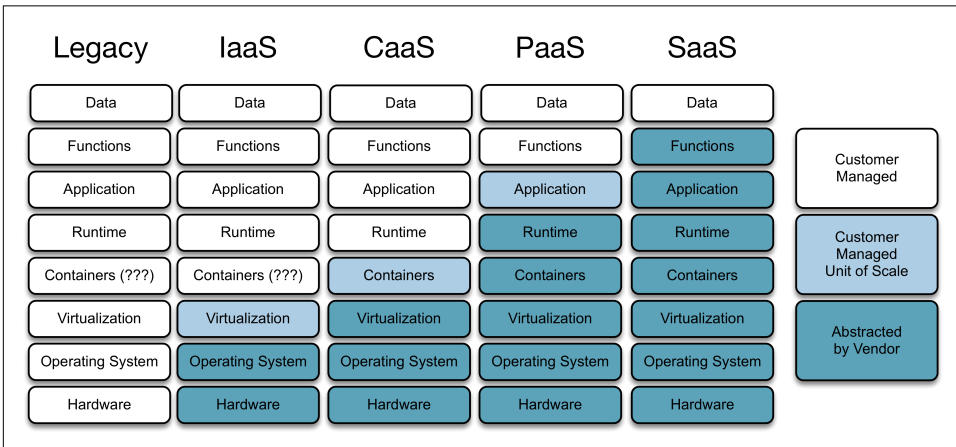 Legacy IaaS CaaS PaaS SaaS
Data Data Data Data Data
Functions Functions Functions Functions Functions
Application Application Application Application Application
Runtime Runtime Runtime Runtime Runtime
Containers (???) Containers (???) Containers Containers Containers
Virtualization Virtualization Virtualization Virtualization Virtualization
Operating System Operating System Operating System Operating System Operating System
Hardware Hardware Hardware Hardware Hardware
Customer
Managed
Customer
Managed
Unit of Scale
Abstracted
by Vendor